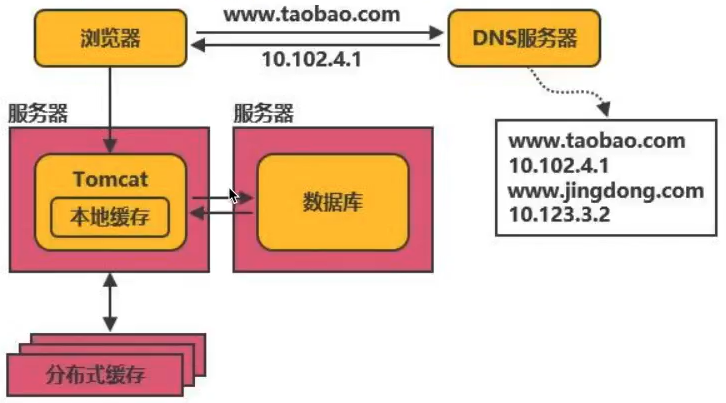 www.taobao.com
浏览器
DNS服务器
10.102.4.1
服务器
服务器
www.taobao.com
10.102.4.1
www.jingdong.com
10.123.3.2
Tomcat
本地缓存
数据库
分布式缓存